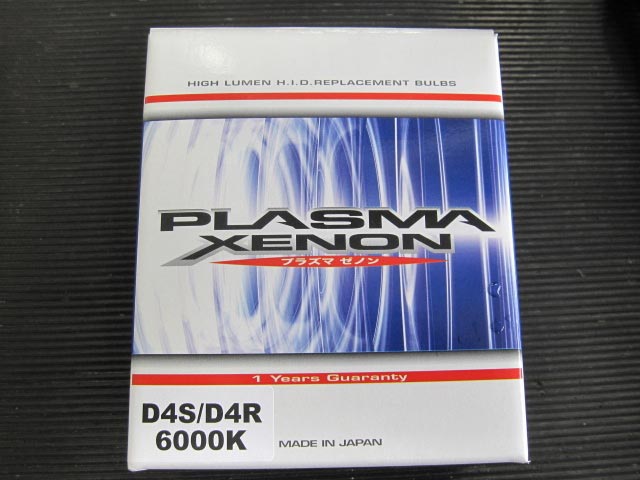 HIGH LUMEN H.I.D. REPLACEMENT BULBS
PLASMA
XENON
プラズマ ゼノン
1 Years Guaranty
D4S/D4R
6000K
MADE IN JAPAN